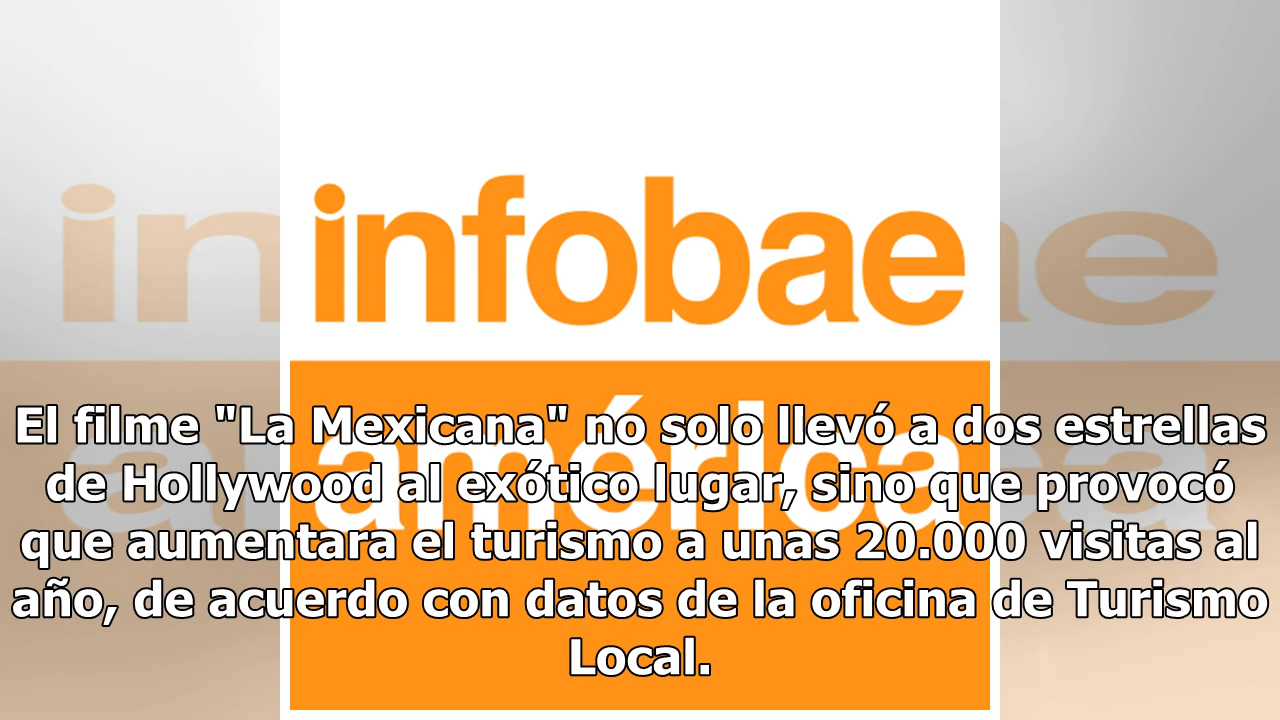 infobae
américa
El filme "La Mexicana" no solo llevó a dos estrellas
de Hollywood al exótico lugar, sino que provocó
que aumentara el turismo a unas 20.000 visitas al
año, de acuerdo con datos de la oficina de Turismo
Local.